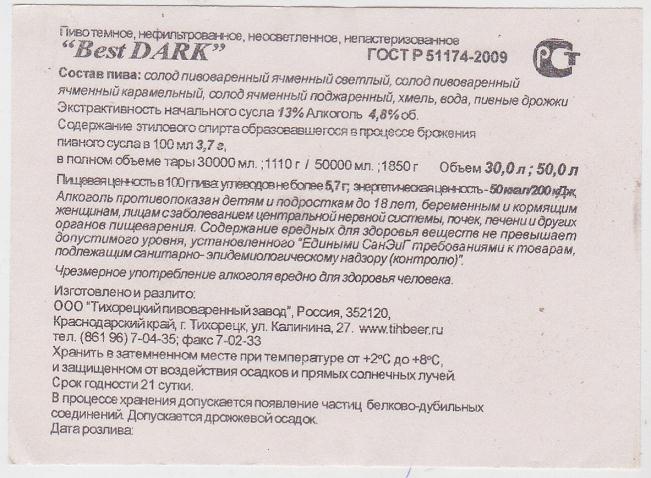 Пиво темное, нефильтрованное, неосветленное, непастеризованное
“Best DARK” ГОСТ Р 51174-2009
РСТ
Состав пива: солод пивоваренный ячменный светлый, солод пивоваренный
ячменный карамельный, солод ячменный поджаренный, хмель, вода, пивные дрожжи
Экстрактивность начального сусла 13% Алкоголь 4,8% об.
Содержание этилового спирта образовавшегося в процессе брожения
пивного сусла в 100 мл 3,7 г,
в полном объеме тары 30000 мл. ;1110 г / 50000 мл. ;1850 г Объем 30,0 л ; 50,0 л
Пищевая ценность в 100 г пива: углеводов не более 5,7 г; энергетическая ценность - 50 ккал/200 кДж,
Алкоголь противопоказан детям и подросткам до 18 лет, беременным и кормящим
женщинам, лицам с заболеванием центральной нервной системы, почек, печени и других
органов пищеварения. Содержание вредных для здоровья веществ не превышает
допустимого уровня, установленного "Едиными СанЭиГ требованиями к товарам,
подлежащим санитарно- эпидемиологическому надзору (контролю)".
Чрезмерное употребление алкоголя вредно для здоровья человека.
Изготовлено и разлито:
ООО "Тихорецкий пивоваренный завод", Россия, 352120,
Краснодарский край, г. Тихорецк, ул. Калинина, 27. www.tihbeer.ru
тел. (861 96) 7-04-35; факс 7-02-33
Хранить в затемненном месте при температуре от +2°С до +8°С,
и защищенном от воздействия осадков и прямых солнечных лучей.
Срок годности 21 сутки.
В процессе хранения допускается появление частиц белково-дубильных
соединений. Допускается дрожжевой осадок.
Дата розлива: